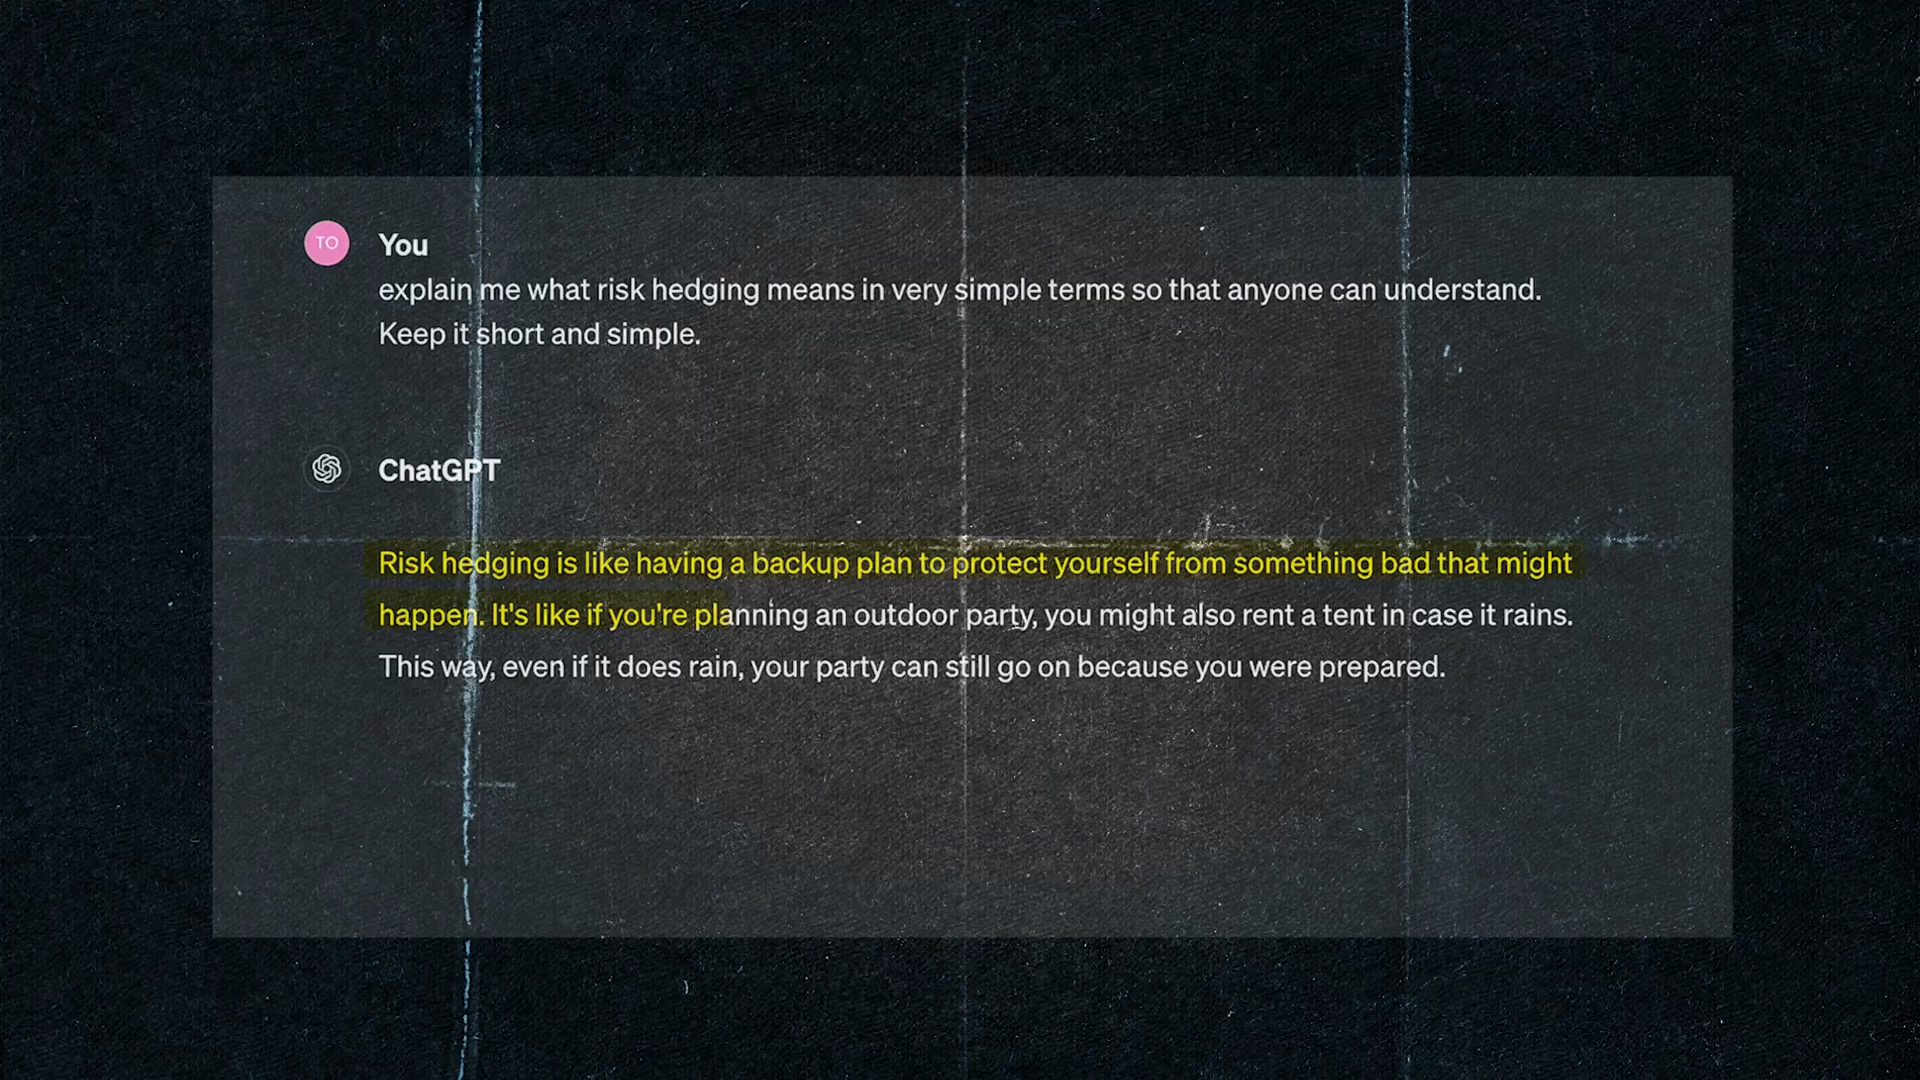 TO
You
explain me what risk hedging means in very simple terms so that anyone can understand.
Keep it short and simple.
ChatGPT
Risk hedging is like having a backup plan to protect yourself from something bad that might
happen. It's like if you're planning an outdoor party, you might also rent a tent in case it rains.
This way, even if it does rain, your party can still go on because you were prepared.